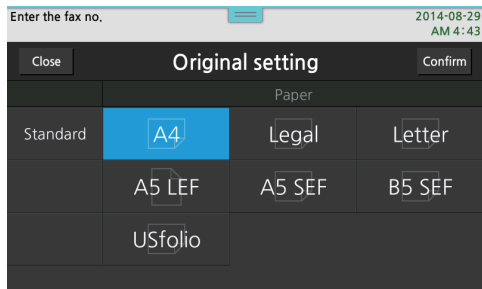 Enter the fax no.
2014-08-29
AM 4:43
Close
Original setting
Confirm
Paper
Standard
A4
Legal
Letter
A5 LEF
A5 SEF
B5 SEF
USfolio